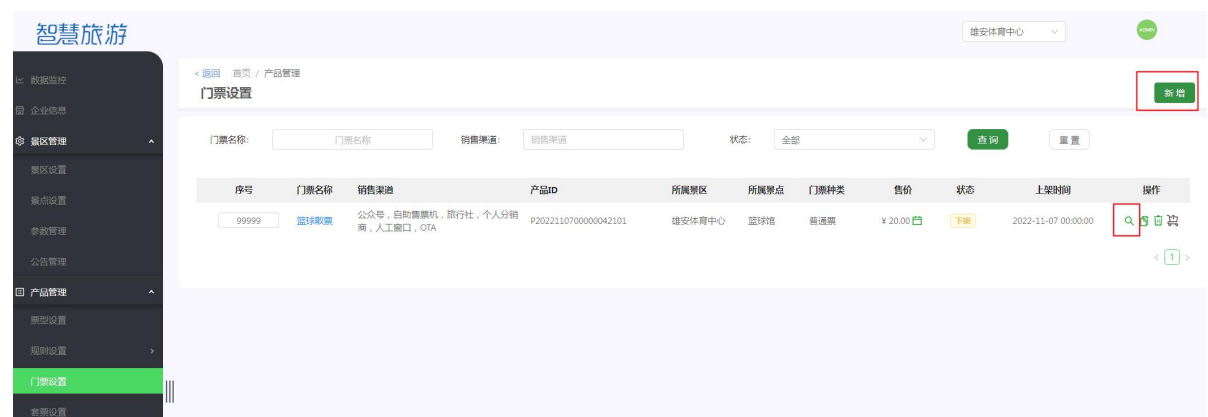 智慧旅游
雄安体育中心
ADMIN
数据监控
企业信息
景区管理
景区设置
景点设置
参数管理
公告管理
产品管理
票型设置
规则设置
门票设置
套票设置
<返回 首页 / 产品管理
门票设置
新增
门票名称: 门票名称 销售渠道: 销售渠道 状态: 全部 查询 重置
序号 门票名称 销售渠道 产品ID 所属景区 所属景点 门票种类 售价 状态 上架时间 操作
99999 篮球散票 公众号，自助售票机，旅行社，个人分销商，人工窗口，OTA P2022110700000042101 雄安体育中心 篮球馆 普通票 ¥ 20.00 下架 2022-11-07 00:00:00
< 1 >